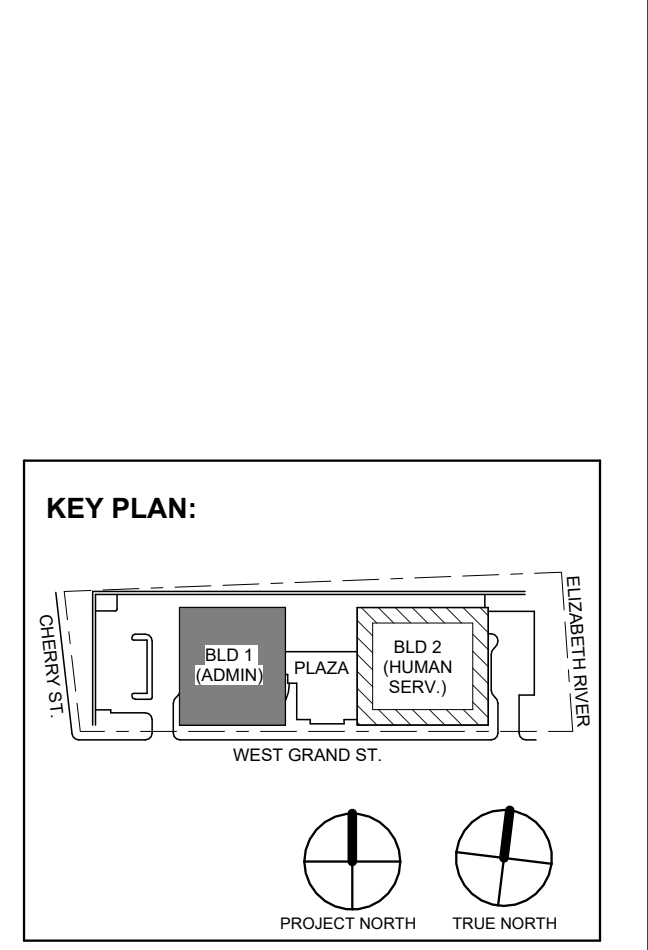 KEY PLAN:
CHERRY ST.
BLD 1
(ADMIN)
PLAZA
BLD 2
(HUMAN
SERV.)
ELIZABETH RIVER
WEST GRAND ST.
PROJECT NORTH
TRUE NORTH